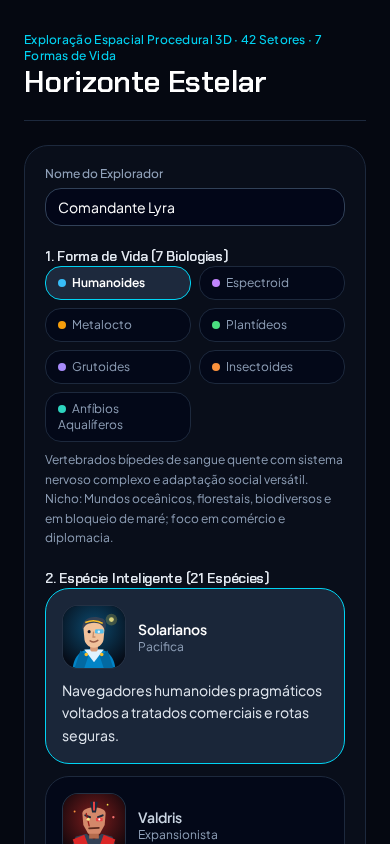 Exploração Espacial Procedural 3D · 42 Setores · 7
Formas de Vida
Horizonte Estelar
Nome do Explorador
Comandante Lyra
1. Forma de Vida (7 Biologias)
Humanoides
Espectroid
Metalocto
Plantídeos
Grutoides
Insectoides
Anfíbios
Aqualíferos
Vertebrados bípedes de sangue quente com sistema
nervoso complexo e adaptação social versátil.
Nicho: Mundos oceânicos, florestais, biodiversos e
em bloqueio de maré; foco em comércio e
diplomacia.
2. Espécie Inteligente (21 Espécies)
Solarianos
Pacifica
Navegadores humanoides pragmáticos
voltados a tratados comerciais e rotas
seguras.
Valdris
Expansionista